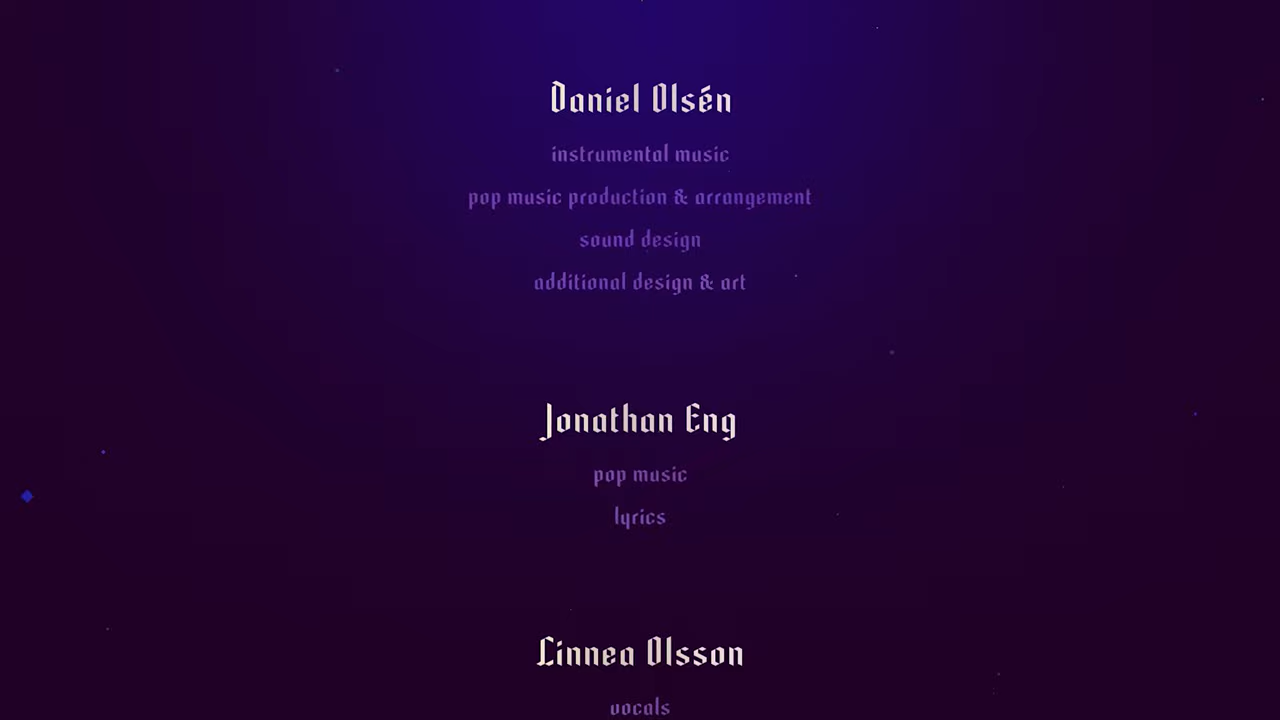 Daniel Olsén
instrumental music
pop music production & arrangement
sound design
additional design & art
Jonathan Eng
pop music
lyrics
Linnea Olsson
vocals